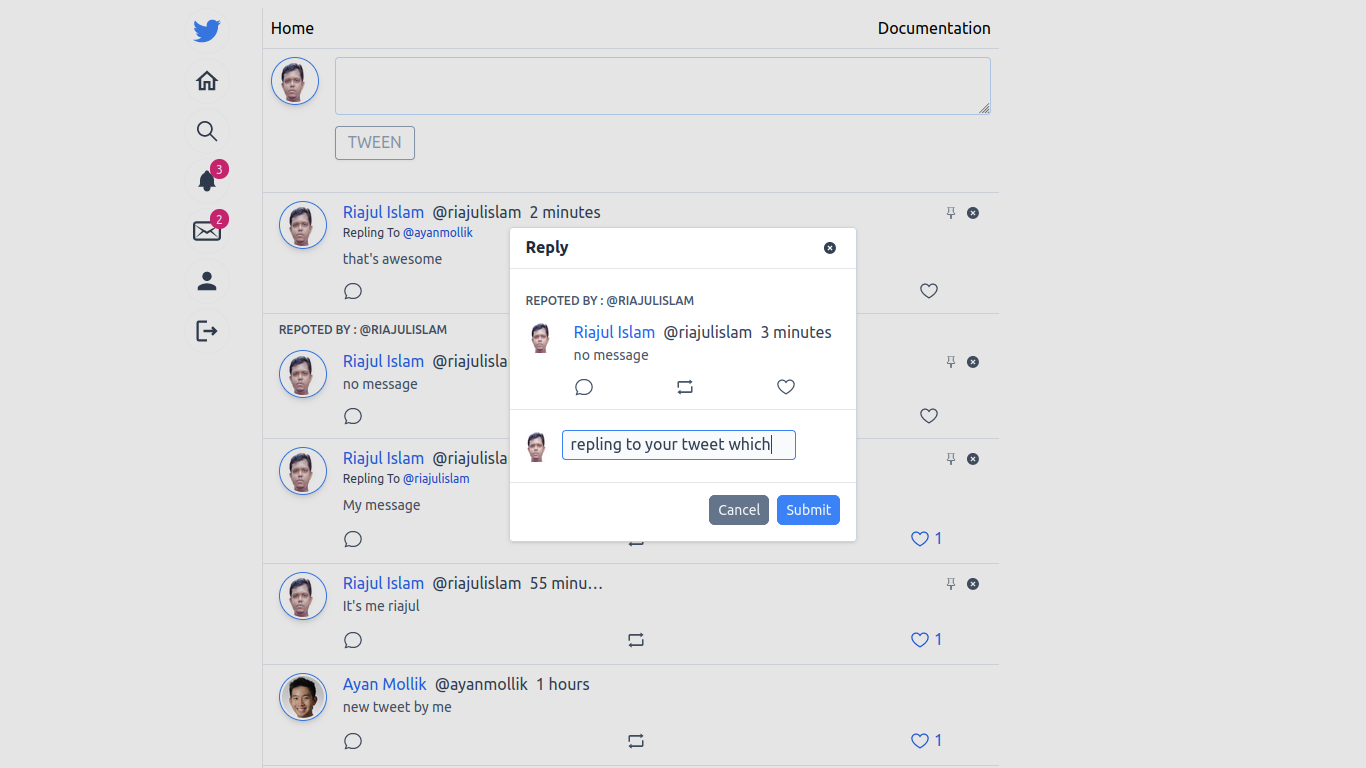 Home
Documentation
TWEEN
3
2
Riajul Islam @riajulislam 2 minutes
Repling To @ayanmollik
that's awesome
REPOTED BY : @RIAJULISLAM
Riajul Islam @riajulisla
no message
Riajul Islam @riajulisla
Repling To @riajulislam
My message
1
Riajul Islam @riajulislam 55 minu…
It's me riajul
1
Ayan Mollik @ayanmollik 1 hours
new tweet by me
1
Reply
REPOTED BY : @RIAJULISLAM
Riajul Islam @riajulislam 3 minutes
no message
repling to your tweet which
Cancel Submit